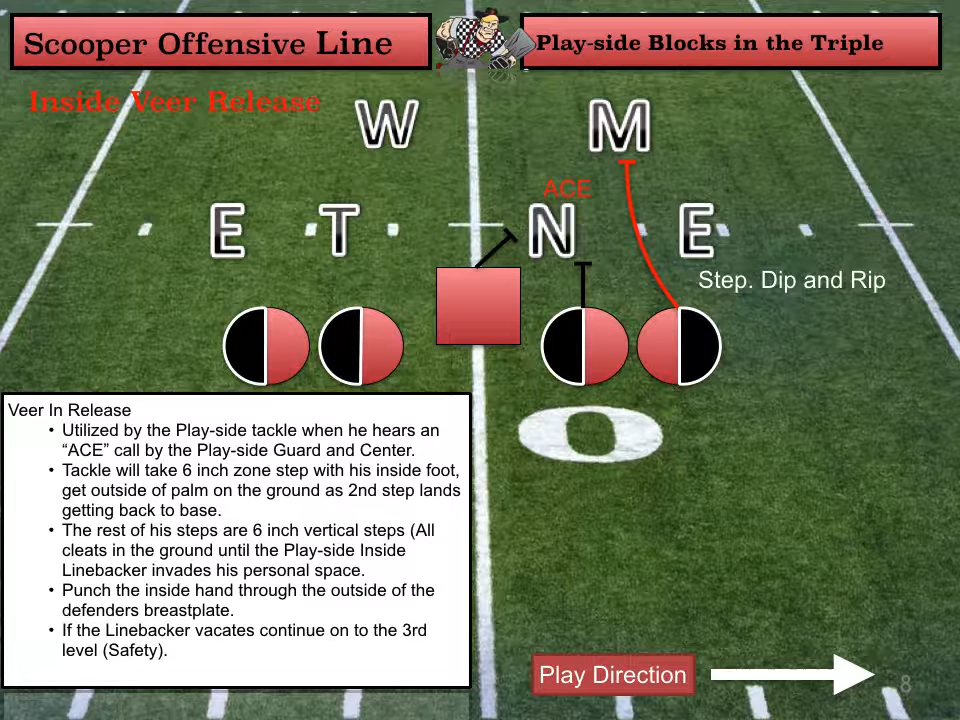 Scooper Offensive Line
Play-side Blocks in the Triple
Inside Veer Release
W
M
ACE
E
T
N
E
Step. Dip and Rip
Veer In Release
• Utilized by the Play-side tackle when he hears an
“ACE” call by the Play-side Guard and Center.
• Tackle will take 6 inch zone step with his inside foot,
get outside of palm on the ground as 2nd step lands
getting back to base.
• The rest of his steps are 6 inch vertical steps (All
cleats in the ground until the Play-side Inside
Linebacker invades his personal space.
• Punch the inside hand through the outside of the
defenders breastplate.
• If the Linebacker vacates continue on to the 3rd
level (Safety).
Play Direction
8